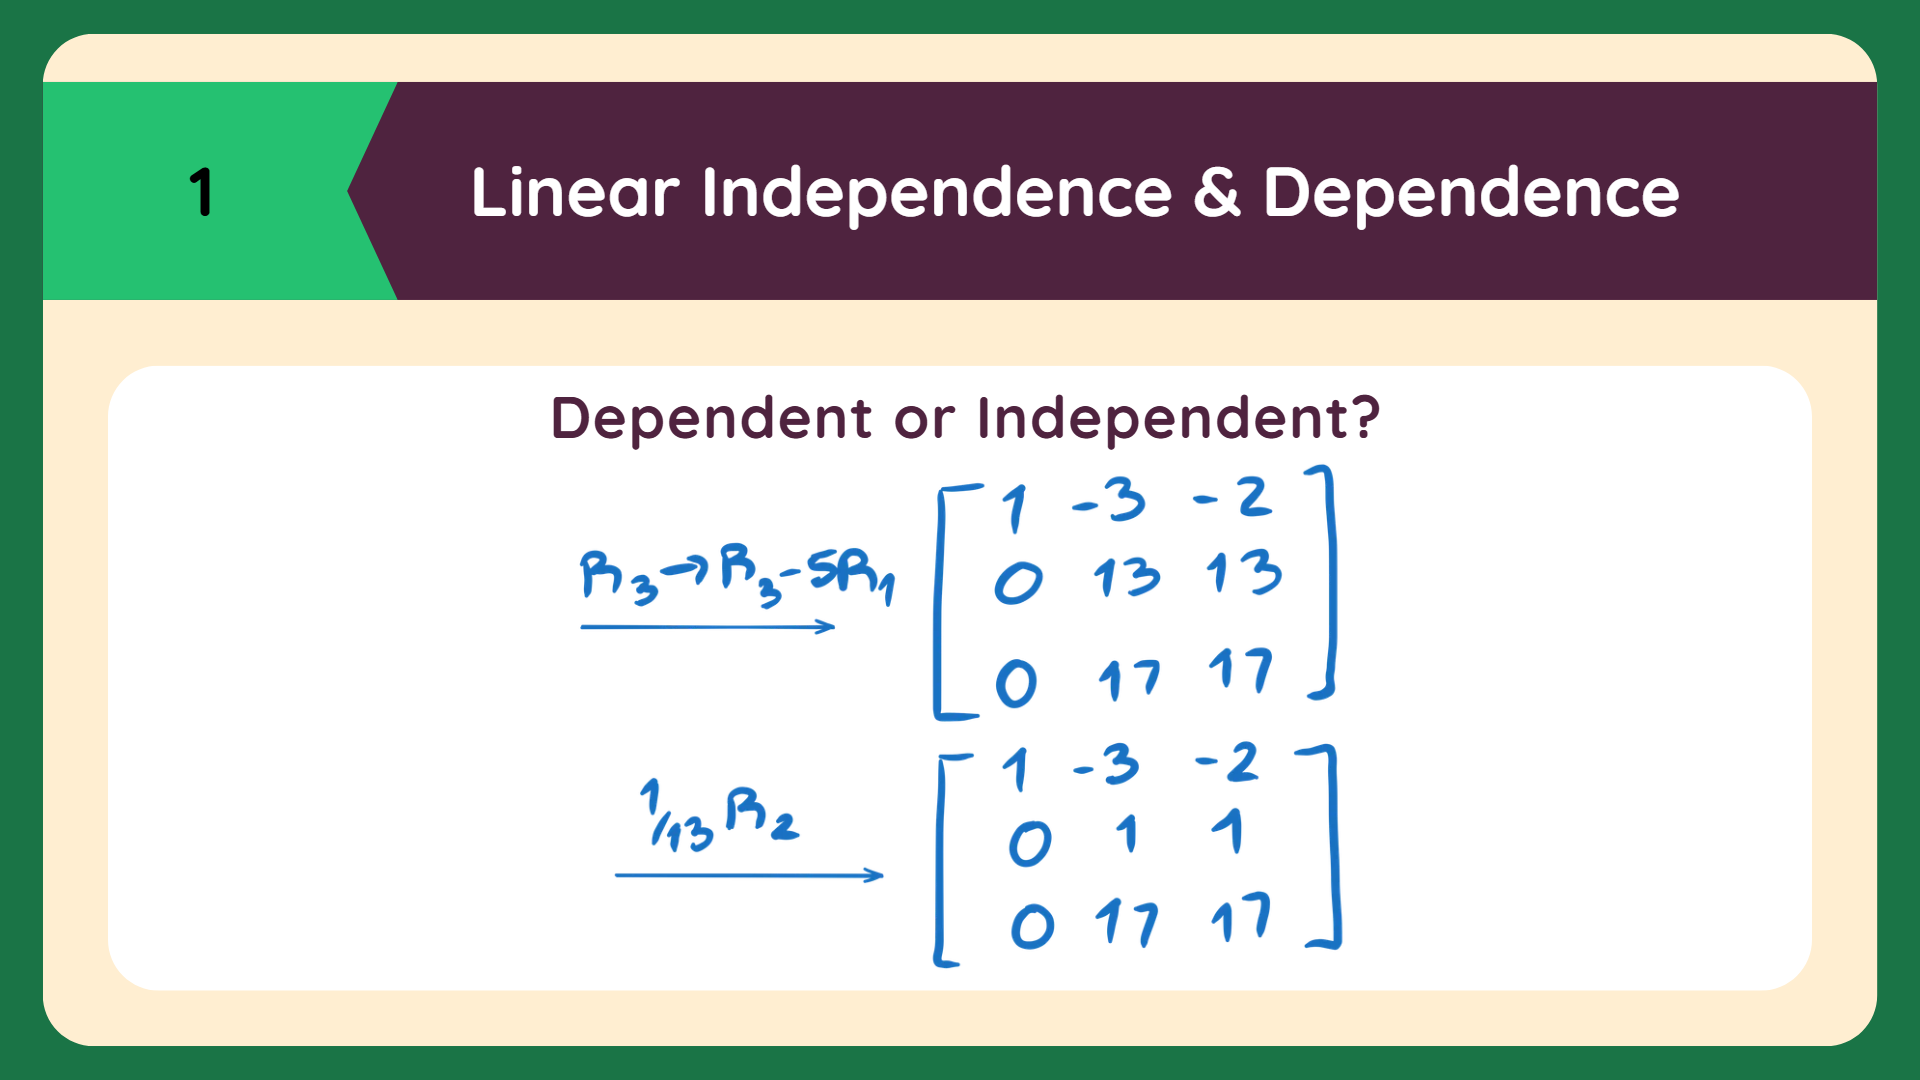 1
Linear Independence & Dependence
Dependent or Independent?
R₃→R₃-5R₁
1 -3 -2
0 13 13
0 17 17
1/13 R₂
1 -3 -2
0 1 1
0 17 17